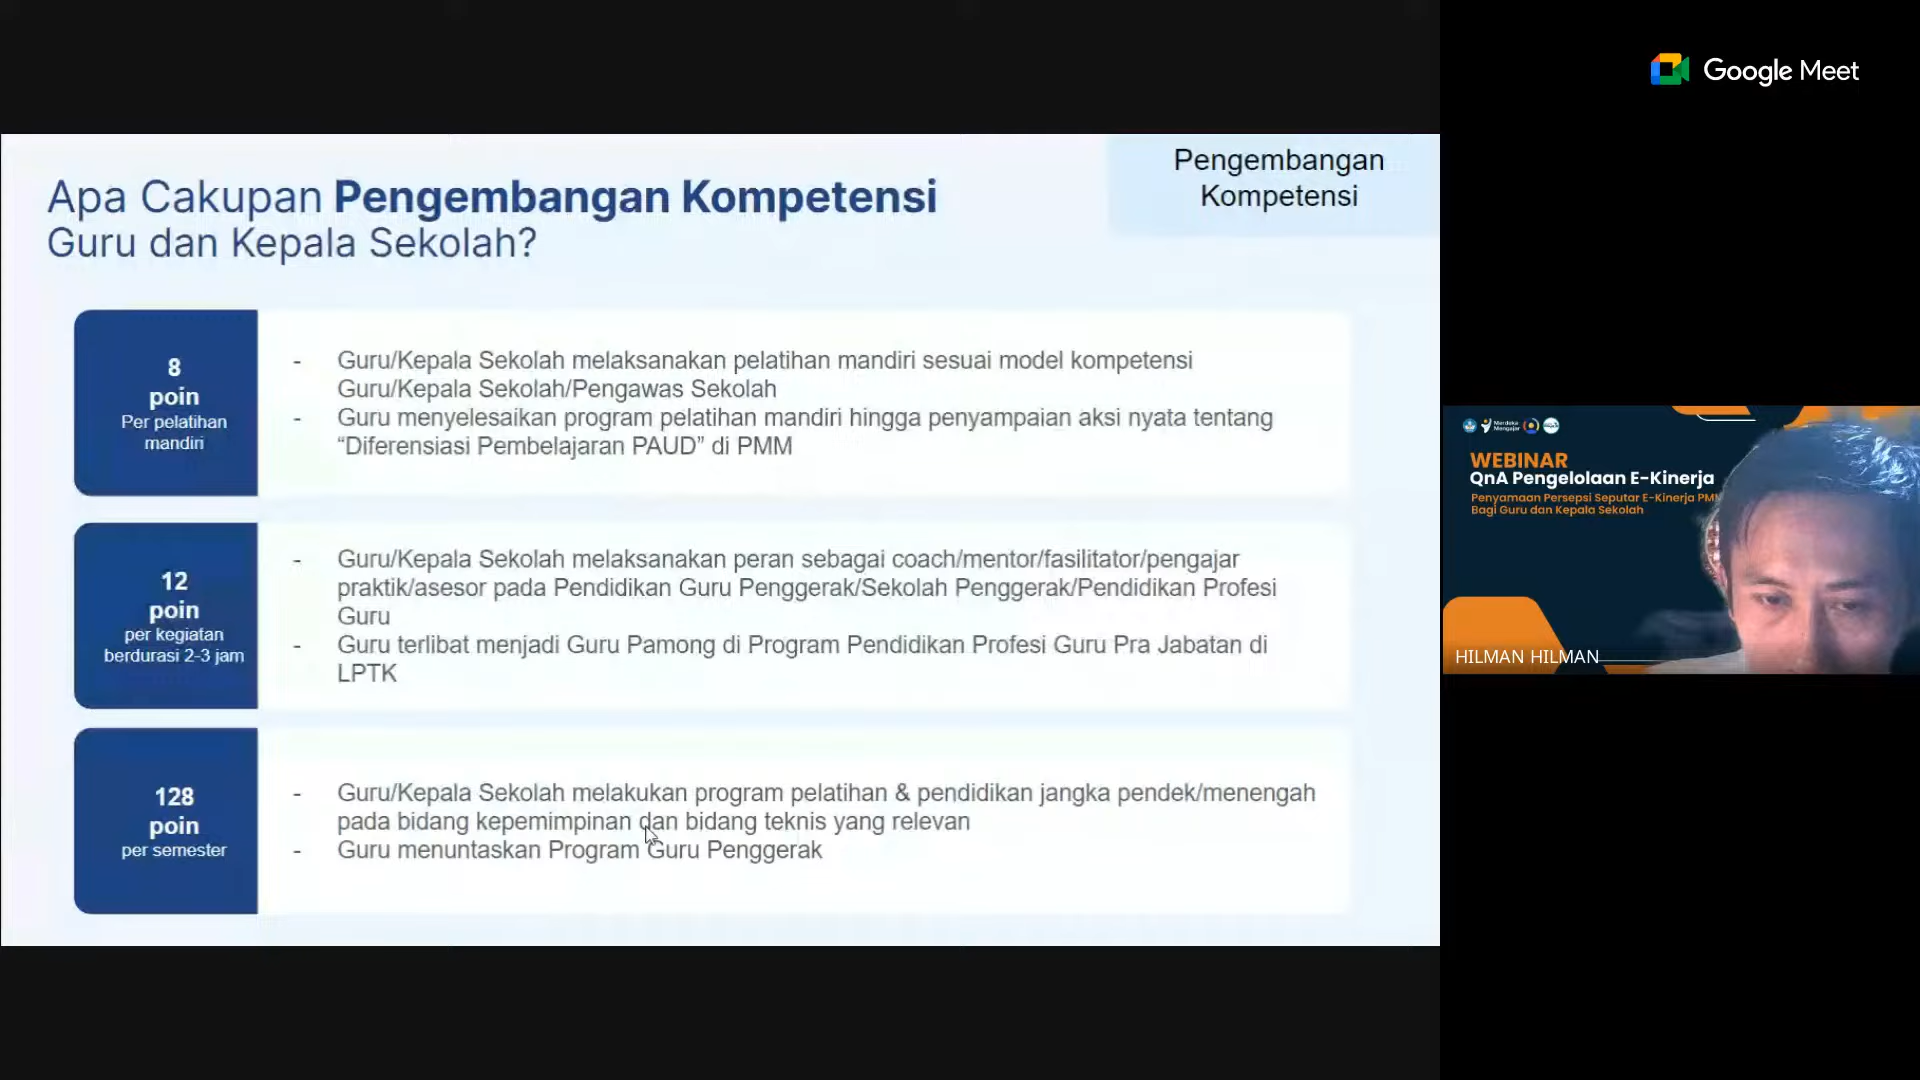 Google Meet
Pengembangan
Kompetensi
Apa Cakupan Pengembangan Kompetensi
Guru dan Kepala Sekolah?
8
poin
Per pelatihan
mandiri
- Guru/Kepala Sekolah melaksanakan pelatihan mandiri sesuai model kompetensi
Guru/Kepala Sekolah/Pengawas Sekolah
- Guru menyelesaikan program pelatihan mandiri hingga penyampaian aksi nyata tentang
“Diferensiasi Pembelajaran PAUD” di PMM
12
poin
per kegiatan
berdurasi 2-3 jam
- Guru/Kepala Sekolah melaksanakan peran sebagai coach/mentor/fasilitator/pengajar
praktik/asesor pada Pendidikan Guru Penggerak/Sekolah Penggerak/Pendidikan Profesi
Guru
- Guru terlibat menjadi Guru Pamong di Program Pendidikan Profesi Guru Pra Jabatan di
LPTK
128
poin
per semester
- Guru/Kepala Sekolah melakukan program pelatihan & pendidikan jangka pendek/menengah
pada bidang kepemimpinan dan bidang teknis yang relevan
- Guru menuntaskan Program Guru Penggerak
Merdeka
Mengajar
WEBINAR
QnA Pengelolaan E-Kinerja
Penyamaan Persepsi Seputar E-Kinerja PMM
Bagi Guru dan Kepala Sekolah
HILMAN HILMAN